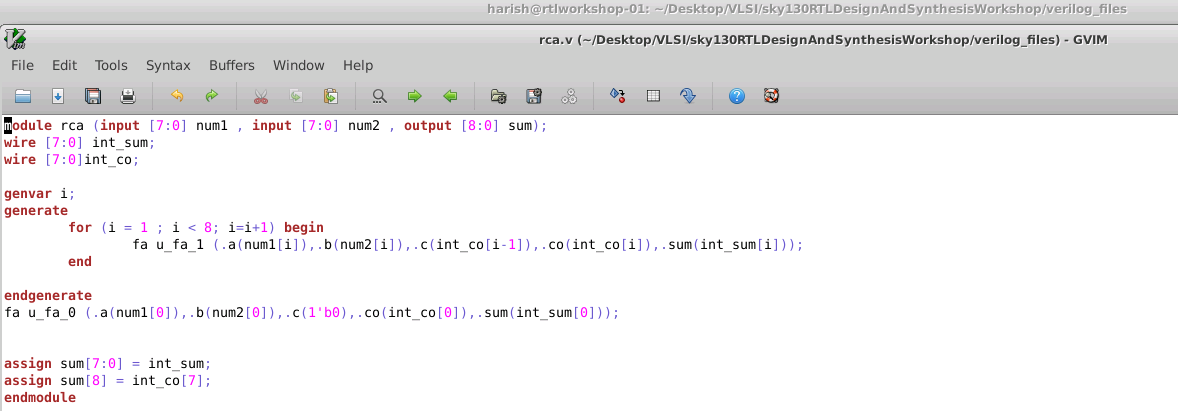 harish@rtlworkshop-01: ~/Desktop/VLSI/sky130RTLDesignAndSynthesisWorkshop/verilog_files
rca.v (~/Desktop/VLSI/sky130RTLDesignAndSynthesisWorkshop/verilog_files) - GVIM
File Edit Tools Syntax Buffers Window Help
module rca (input [7:0] num1 , input [7:0] num2 , output [8:0] sum);
wire [7:0] int_sum;
wire [7:0]int_co;
genvar i;
generate
for (i = 1 ; i < 8; i=i+1) begin
fa u_fa_1 (.a(num1[i]),.b(num2[i]),.c(int_co[i-1]),.co(int_co[i]),.sum(int_sum[i]));
end
endgenerate
fa u_fa_0 (.a(num1[0]),.b(num2[0]),.c(1'b0),.co(int_co[0]),.sum(int_sum[0]));
assign sum[7:0] = int_sum;
assign sum[8] = int_co[7];
endmodule